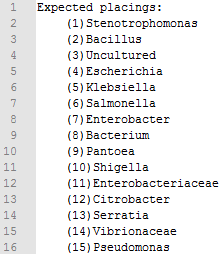 1 Expected placings:
2 (1)Stenotrophomonas
3 (2)Bacillus
4 (3)Uncultured
5 (4)Escherichia
6 (5)Klebsiella
7 (6)Salmonella
8 (7)Enterobacter
9 (8)Bacterium
10 (9)Pantoea
11 (10)Shigella
12 (11)Enterobacteriaceae
13 (12)Citrobacter
14 (13)Serratia
15 (14)Vibrionaceae
16 (15)Pseudomonas